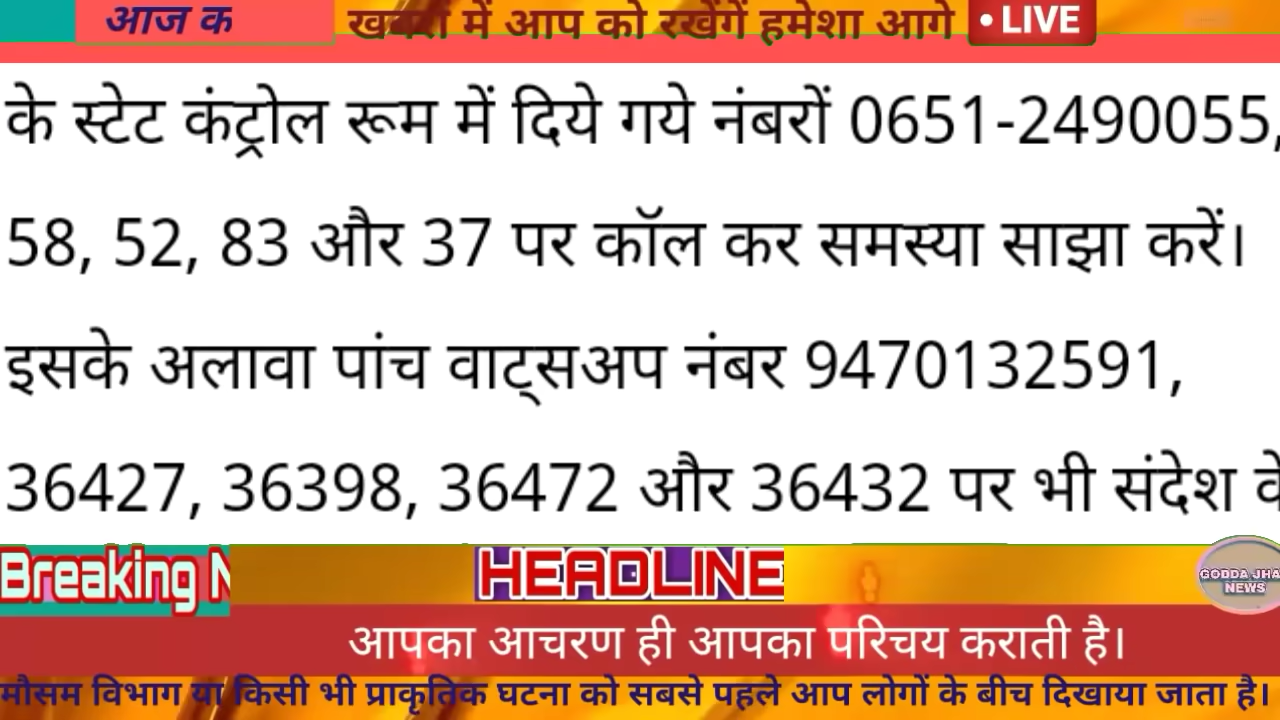 आज क
खबरों में आप को रखेंगें हमेशा आगे
• LIVE
के स्टेट कंट्रोल रूम में दिये गये नंबरों 0651-2490055,
58, 52, 83 और 37 पर कॉल कर समस्या साझा करें।
इसके अलावा पांच वाट्सअप नंबर 9470132591,
36427, 36398, 36472 और 36432 पर भी संदेश के
Breaking N
HEADLINE
GODDA JHA
NEWS
आपका आचरण ही आपका परिचय कराती है।
मौसम विभाग या किसी भी प्राकृतिक घटना को सबसे पहले आप लोगों के बीच दिखाया जाता है।